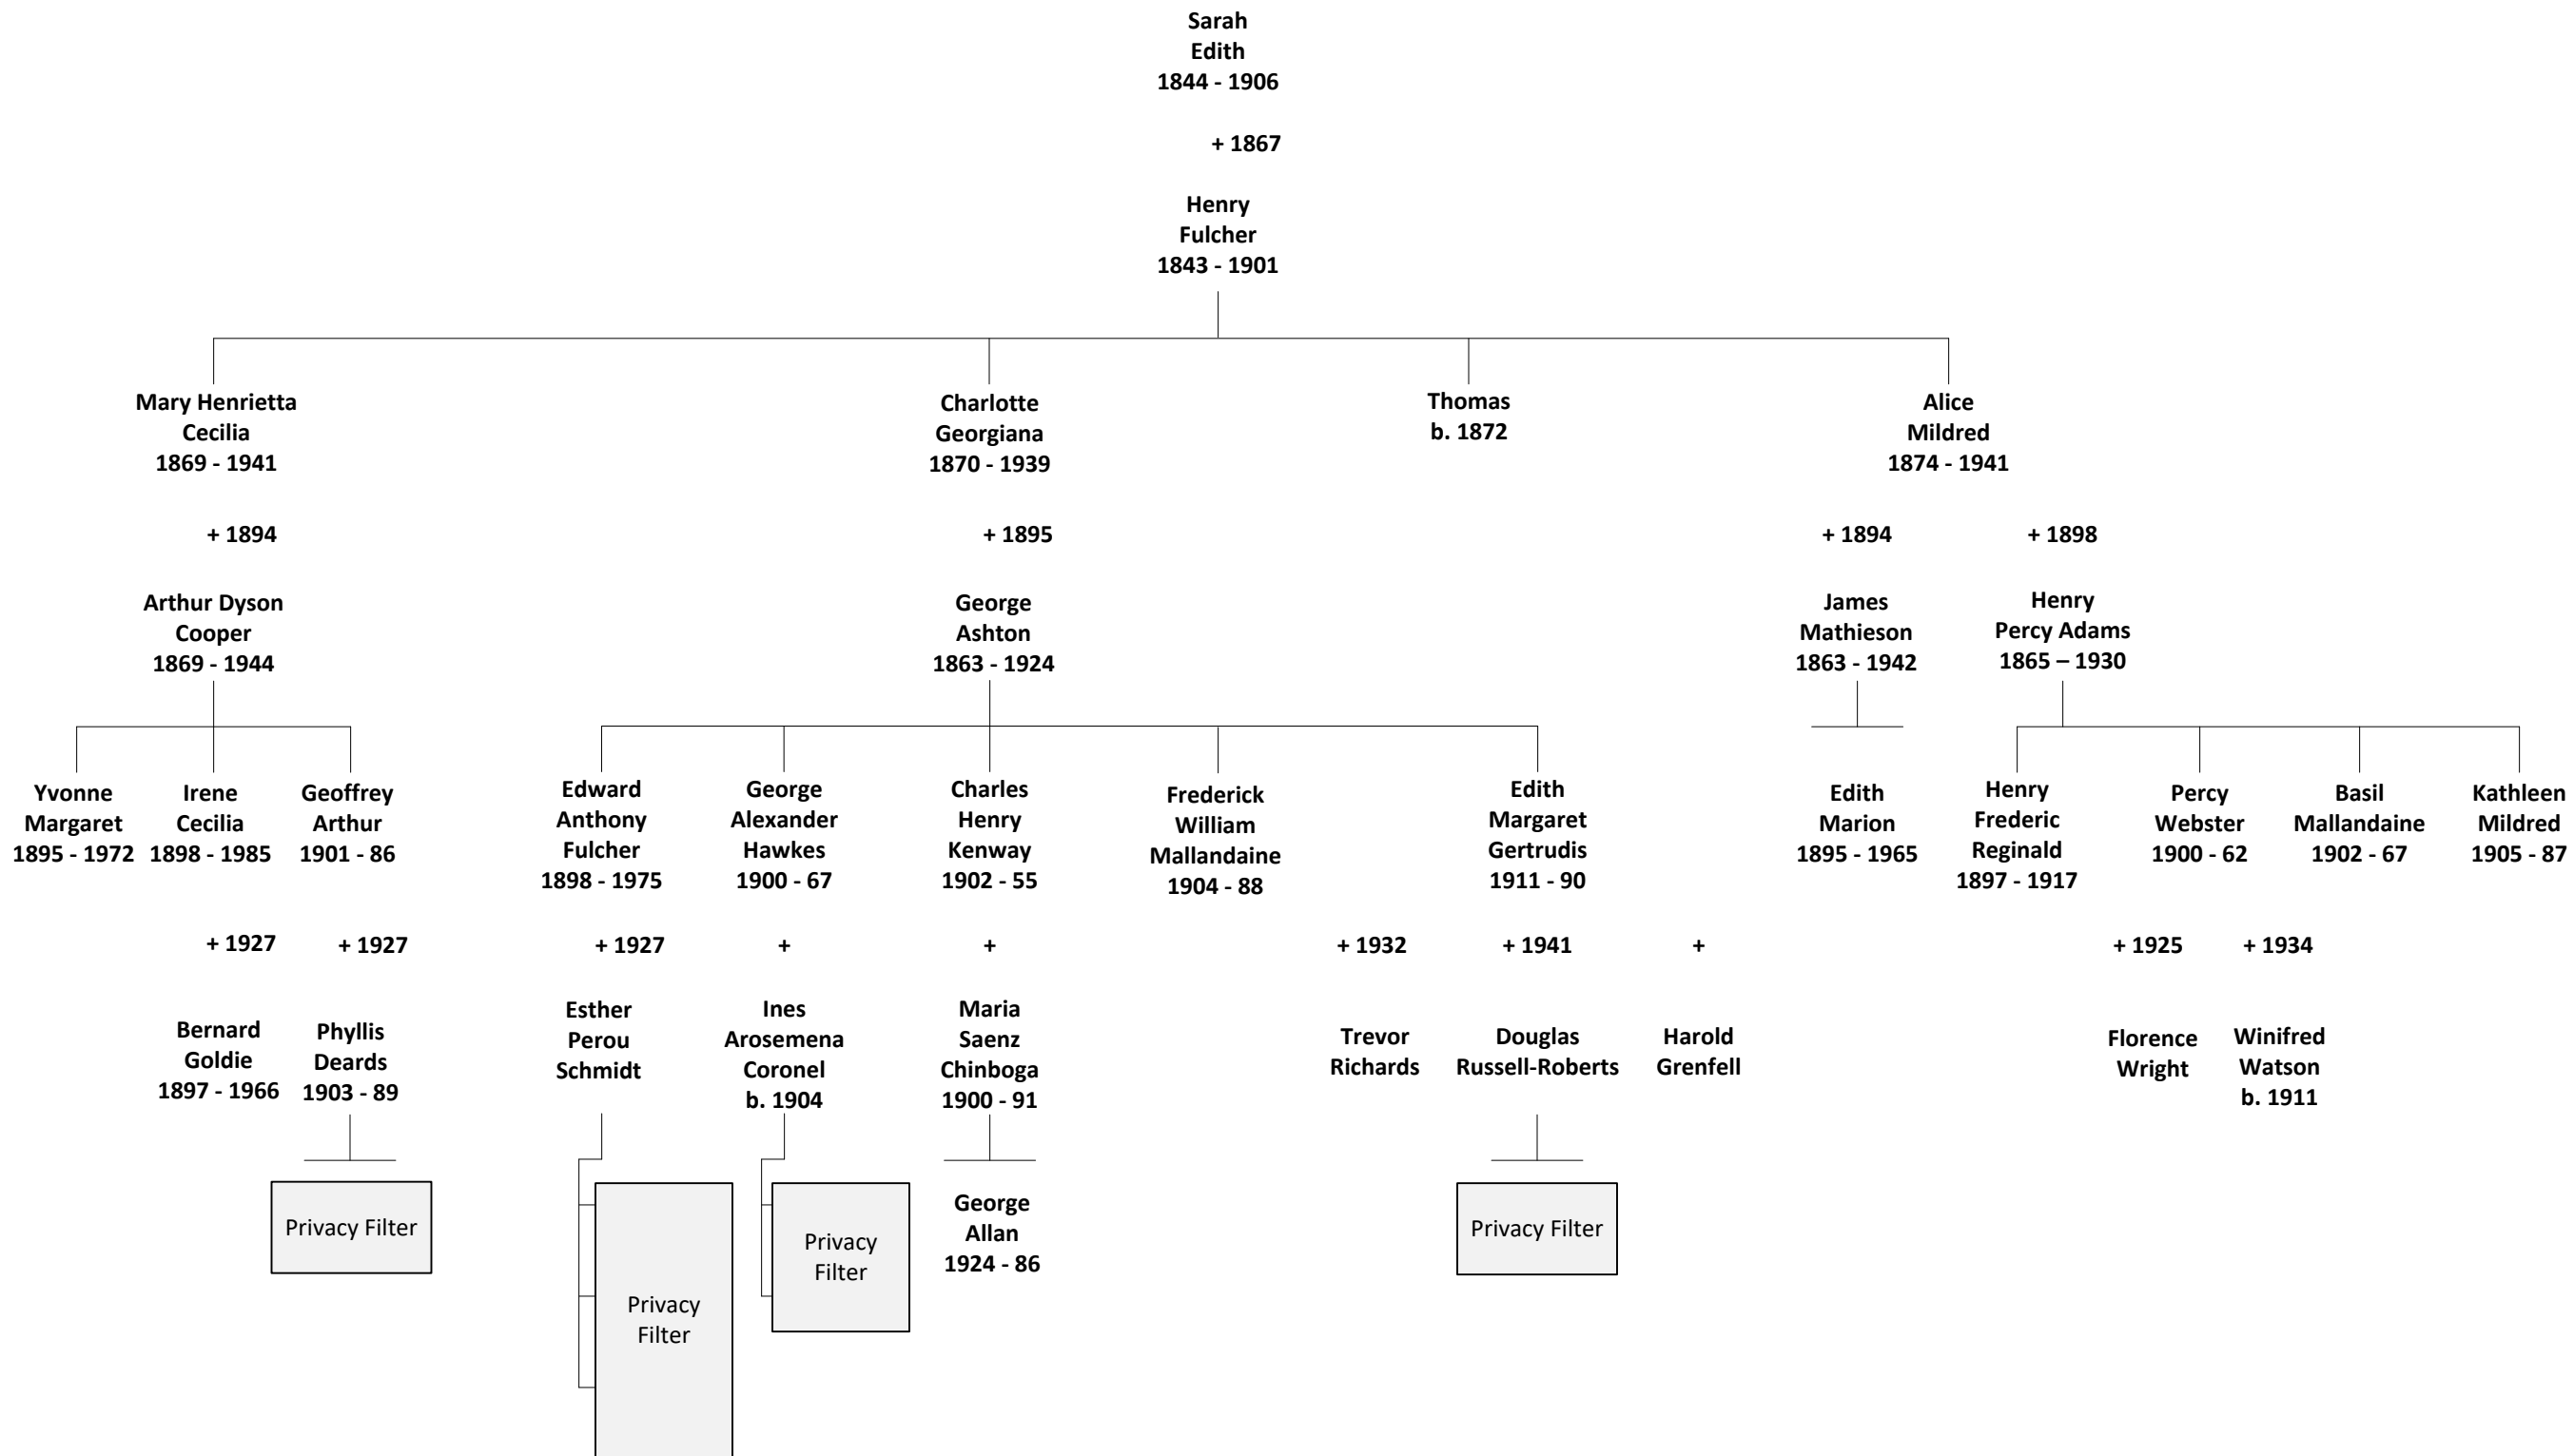 Sarah
Edith
1844 - 1906
+ 1867
Henry
Fulcher
1843 - 1901
Mary Henrietta
Cecilia
1869 - 1941
Charlotte
Georgiana
1870 - 1939
Thomas
b. 1872
Alice
Mildred
1874 - 1941
+ 1894
+ 1895
+ 1894
+ 1898
Arthur Dyson
Cooper
1869 - 1944
George
Ashton
1863 - 1924
James
Mathieson
1863 - 1942
Henry
Percy Adams
1865 – 1930
Yvonne
Margaret
1895 - 1972
Irene
Cecilia
1898 - 1985
Geoffrey
Arthur
1901 - 86
Edward
Anthony
Fulcher
1898 - 1975
George
Alexander
Hawkes
1900 - 67
Charles
Henry
Kenway
1902 - 55
Frederick
William
Mallandaine
1904 - 88
Edith
Margaret
Gertrudis
1911 - 90
Edith
Marion
1895 - 1965
Henry
Frederic
Reginald
1897 - 1917
Percy
Webster
1900 - 62
Basil
Mallandaine
1902 - 67
Kathleen
Mildred
1905 - 87
+ 1927
+ 1927
+ 1927
+
+
+ 1932
+ 1941
+
+ 1925
+ 1934
Bernard
Goldie
1897 - 1966
Phyllis
Deards
1903 - 89
Esther
Perou
Schmidt
Ines
Arosemena
Coronel
b. 1904
Maria
Saenz
Chinboga
1900 - 91
Trevor
Richards
Douglas
Russell-Roberts
Harold
Grenfell
Florence
Wright
Winifred
Watson
b. 1911
Privacy Filter
Privacy
Filter
Privacy
Filter
George
Allan
1924 - 86
Privacy Filter